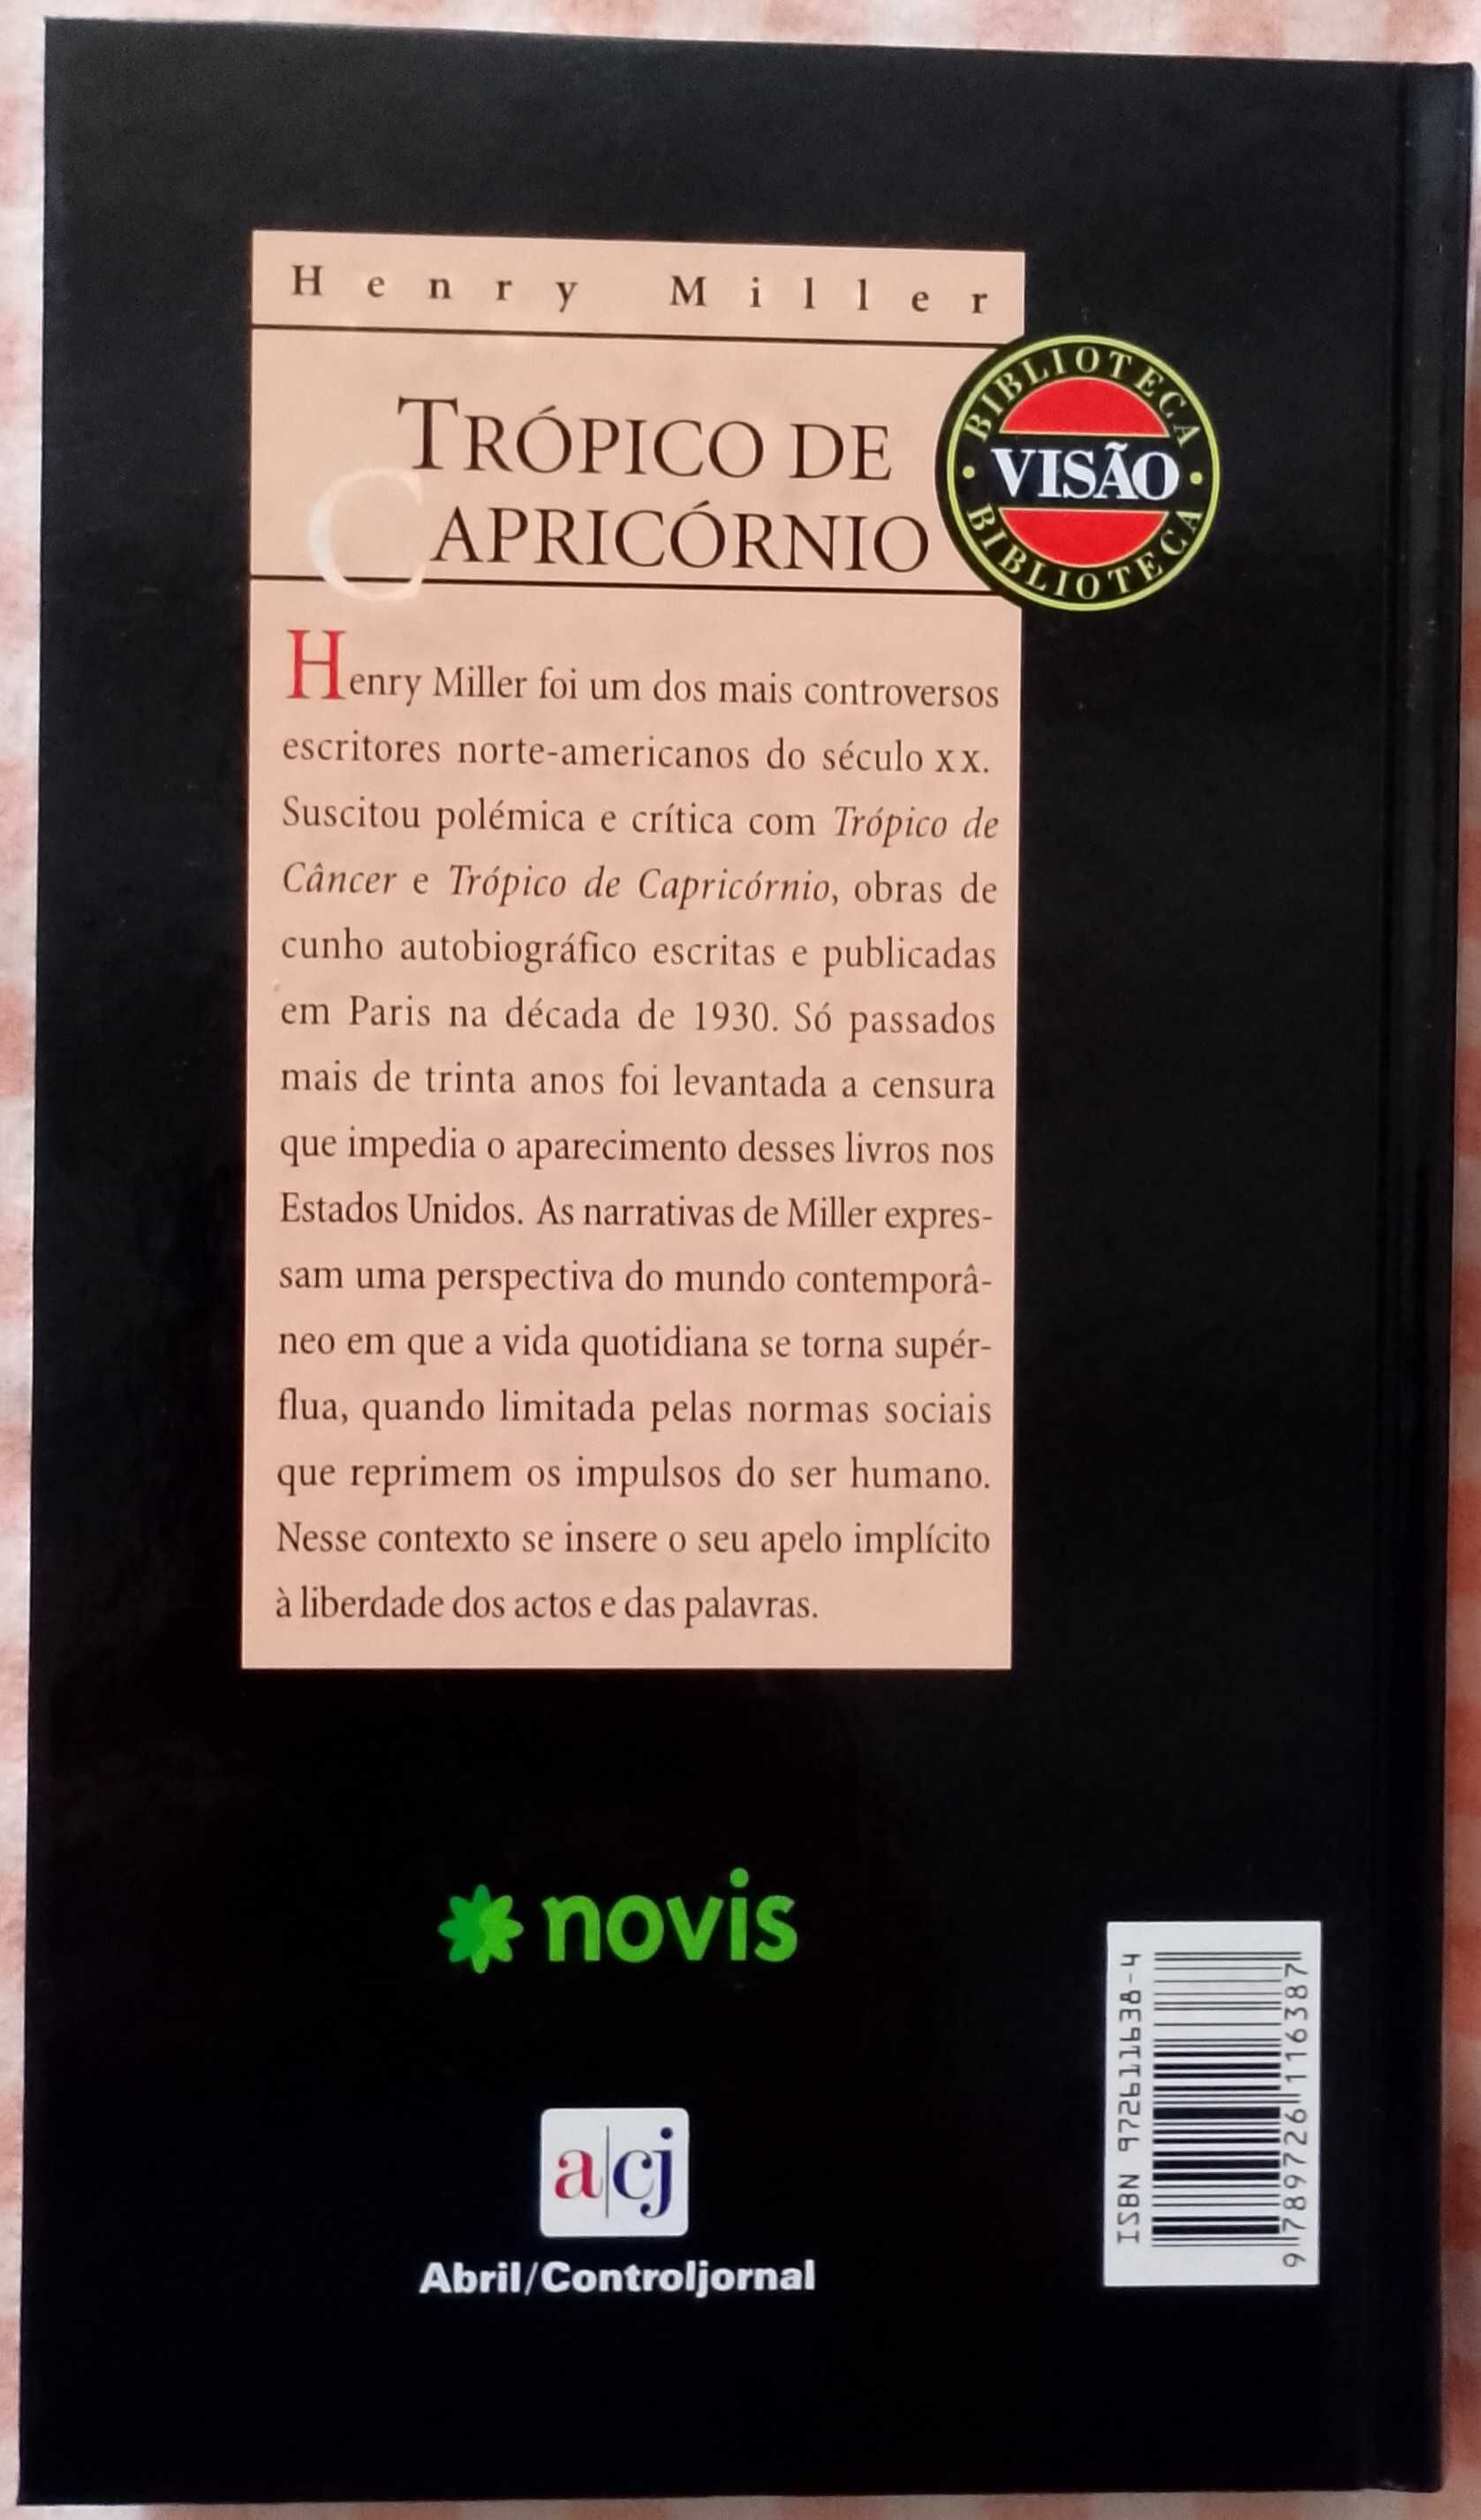 Henry Miller
TRÓPICO DE
CAPRICÓRNIO
BIBLIOTECA
VISÃO
BIBLIOTECA
Henry Miller foi um dos mais controversos
escritores norte-americanos do século XX.
Suscitou polémica e crítica com Trópico de
Câncer e Trópico de Capricórnio, obras de
cunho autobiográfico escritas e publicadas
em Paris na década de 1930. Só passados
mais de trinta anos foi levantada a censura
que impedia o aparecimento desses livros nos
Estados Unidos. As narrativas de Miller expres-
sam uma perspectiva do mundo contemporâ-
neo em que a vida quotidiana se torna supér-
flua, quando limitada pelas normas sociais
que reprimem os impulsos do ser humano.
Nesse contexto se insere o seu apelo implícito
à liberdade dos actos e das palavras.
novis
a|cj
Abril/Controljornal
ISBN 972611638-4
9 789726 116387